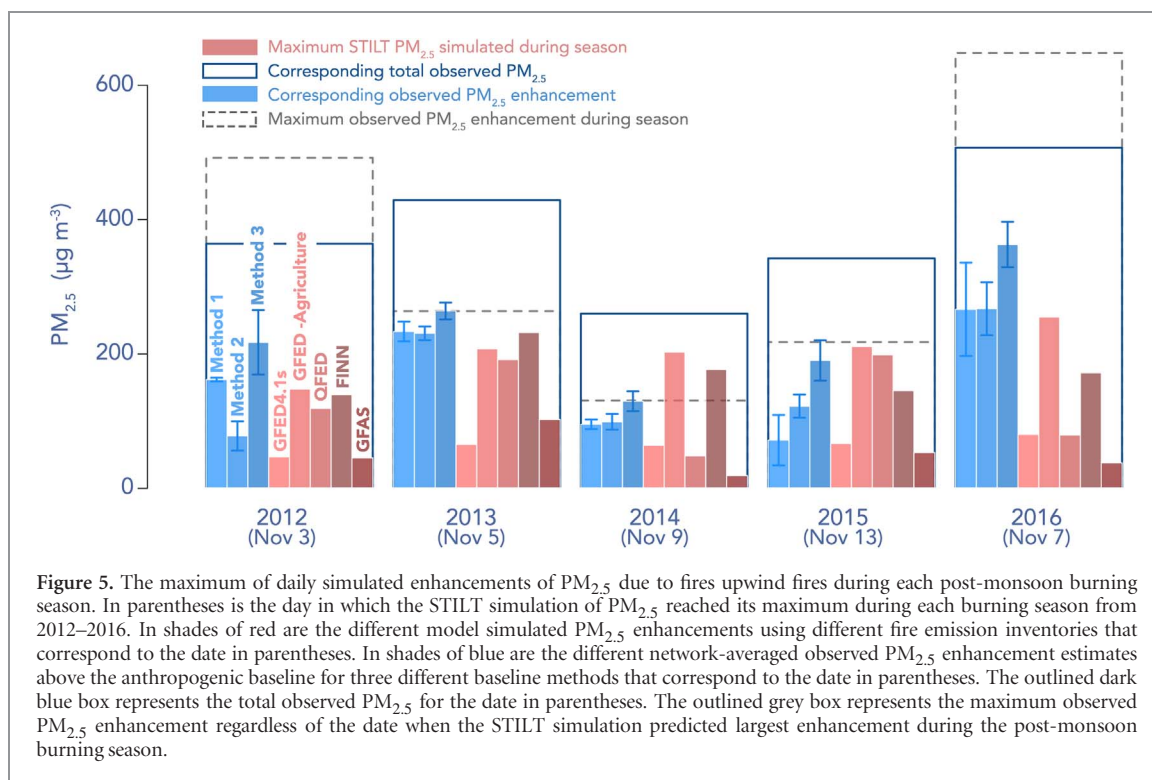 Maximum STILT PM2.5 simulated during season
Corresponding total observed PM2.5
Corresponding observed PM2.5 enhancement
Maximum observed PM2.5 enhancement during season
PM2.5 (µg m-3)
600
400
200
0
Method 1
Method 2
Method 3
GFED4.1s
GFED -Agriculture
QFED
FINN
GFAS
2012
(Nov 3)
2013
(Nov 5)
2014
(Nov 9)
2015
(Nov 13)
2016
(Nov 7)
Figure 5. The maximum of daily simulated enhancements of PM2.5 due to fires upwind fires during each post-monsoon burning
season. In parentheses is the day in which the STILT simulation of PM2.5 reached its maximum during each burning season from
2012–2016. In shades of red are the different model simulated PM2.5 enhancements using different fire emission inventories that
correspond to the date in parentheses. In shades of blue are the different network-averaged observed PM2.5 enhancement estimates
above the anthropogenic baseline for three different baseline methods that correspond to the date in parentheses. The outlined dark
blue box represents the total observed PM2.5 for the date in parentheses. The outlined grey box represents the maximum observed
PM2.5 enhancement regardless of the date when the STILT simulation predicted largest enhancement during the post-monsoon
burning season.